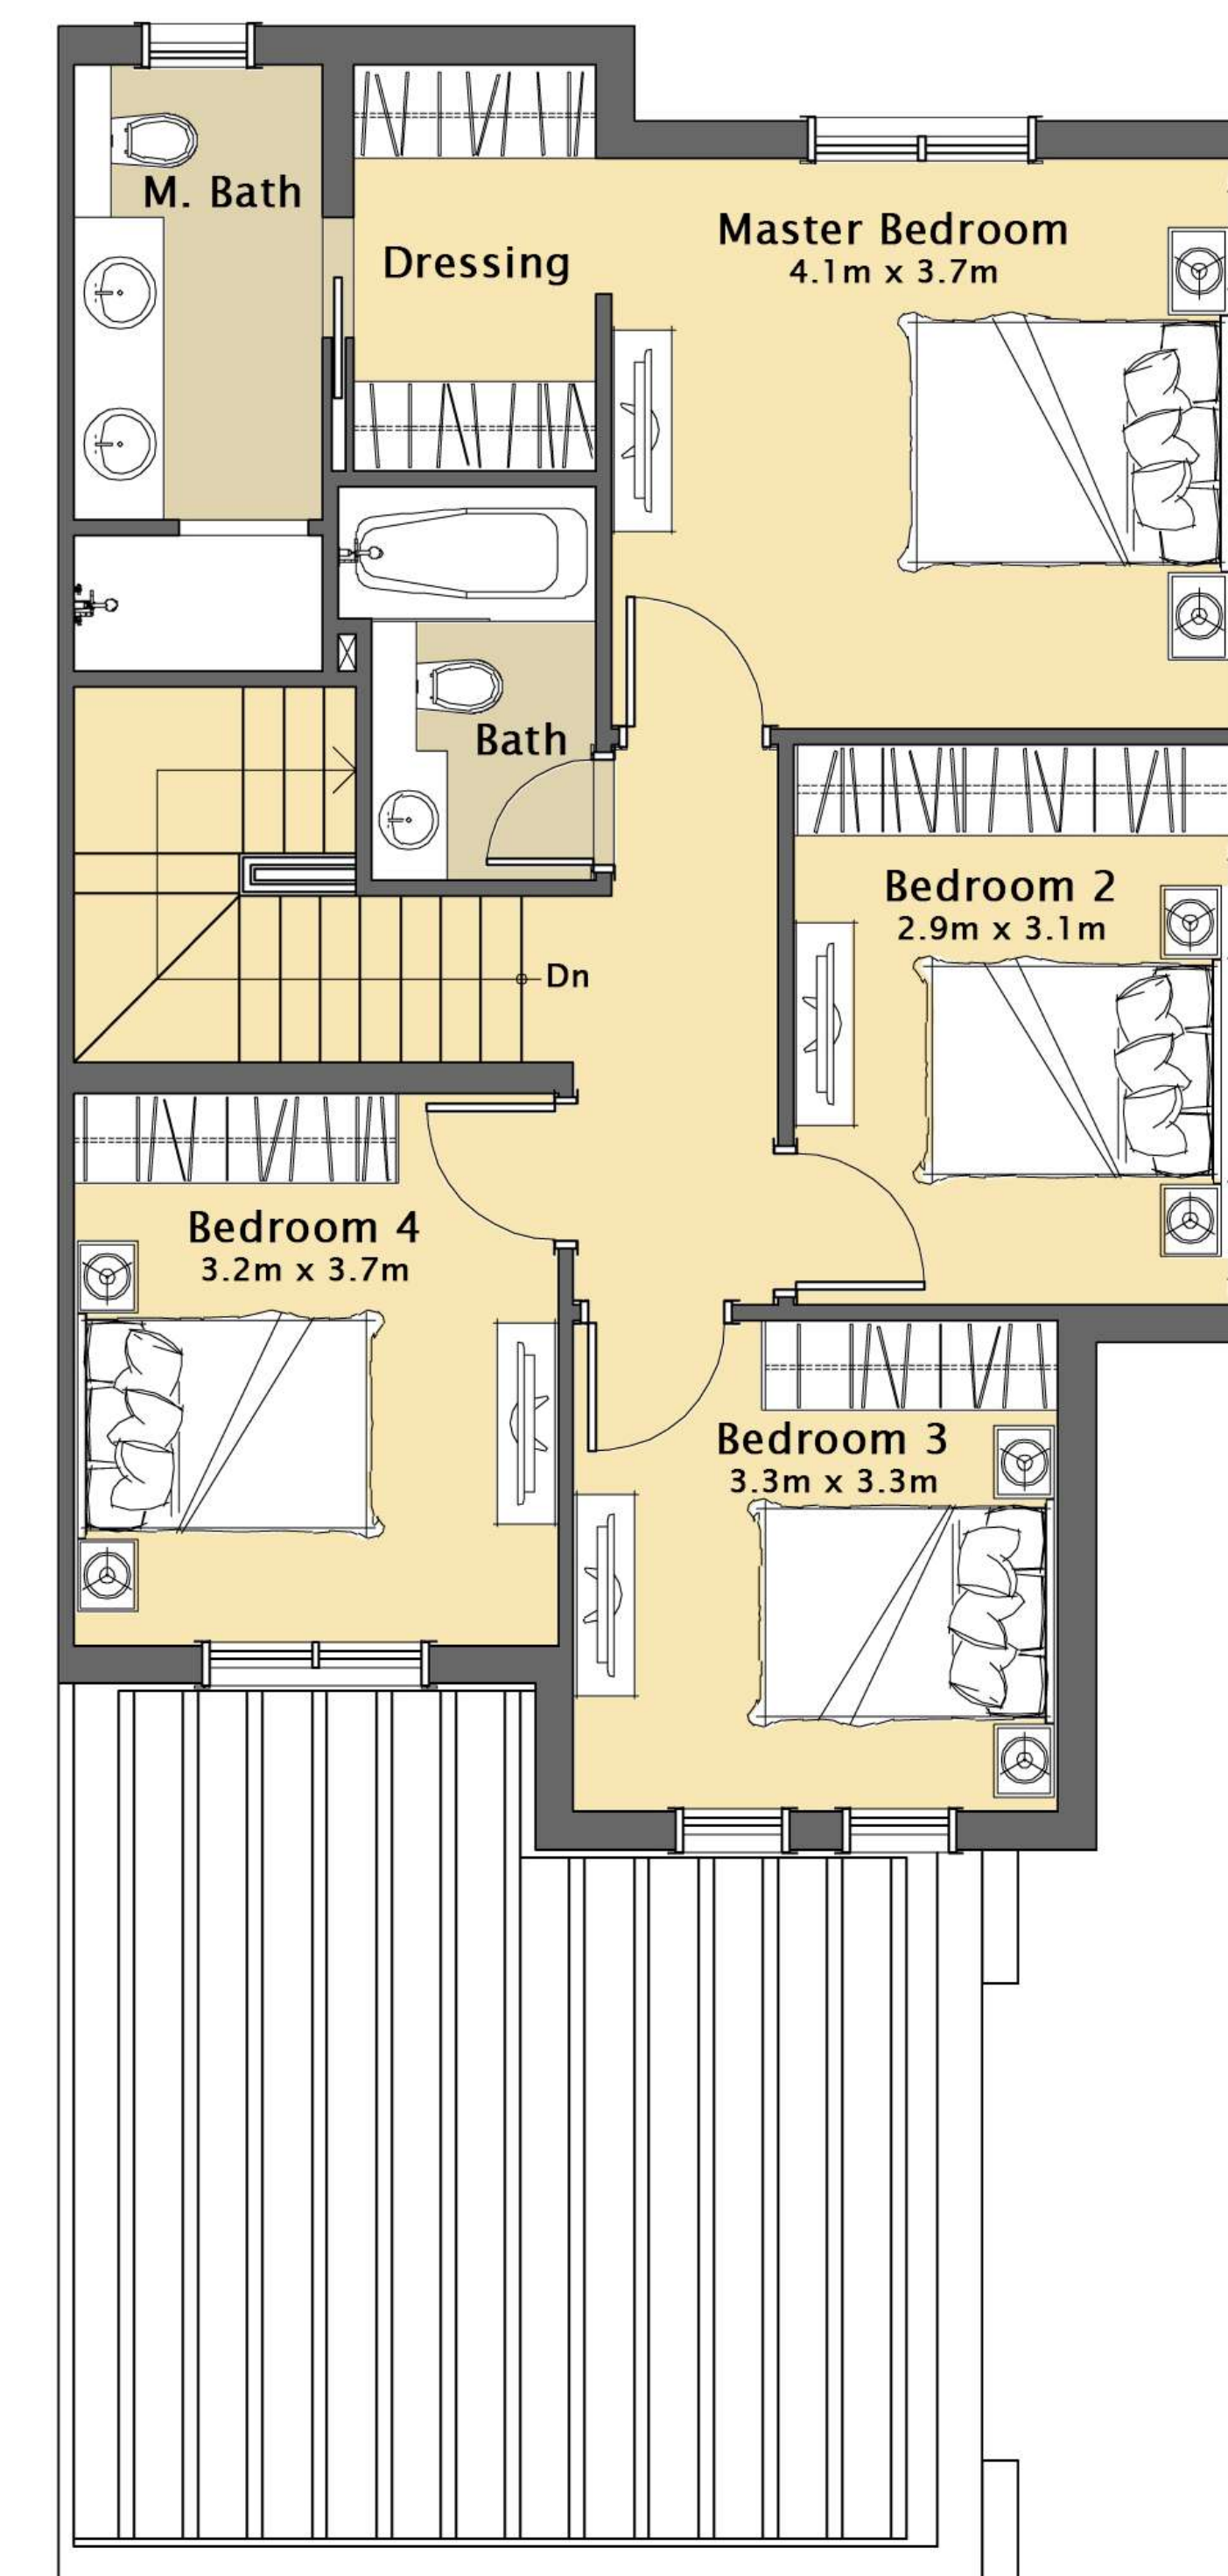 M. Bath
Dressing
Master Bedroom
4.1m x 3.7m
Bath
Bedroom 2
2.9m x 3.1m
Dn
Bedroom 4
3.2m x 3.7m
Bedroom 3
3.3m x 3.3m